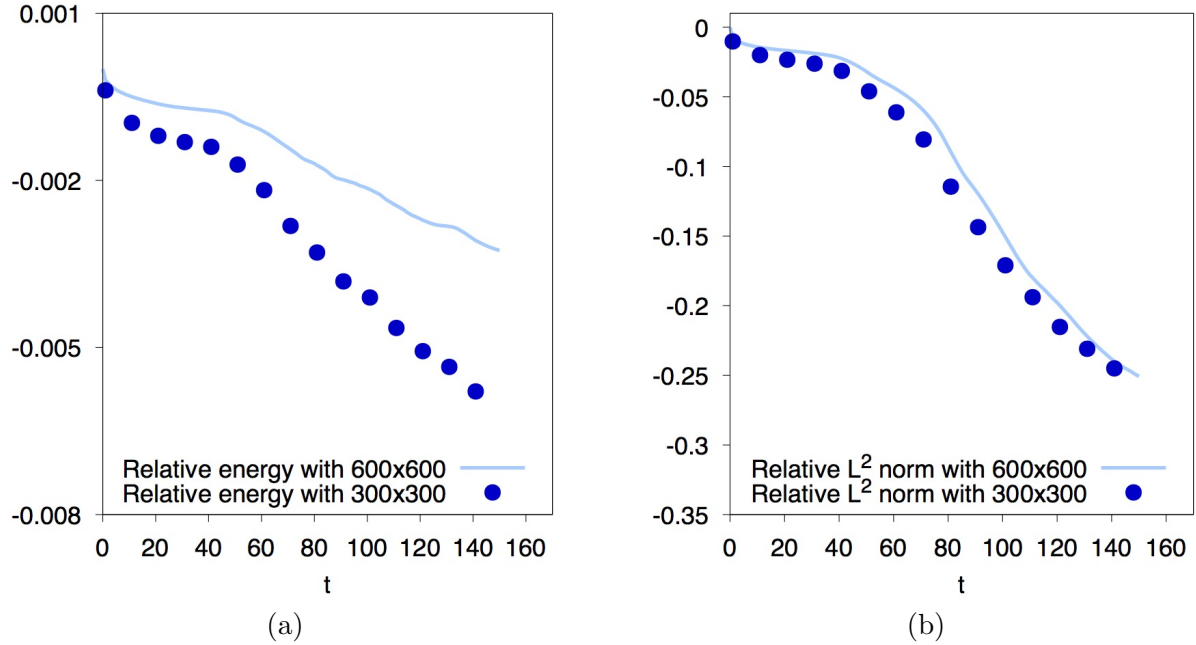 0.001
-0.002
-0.005
-0.008
Relative energy with 600x600
Relative energy with 300x300
0 20 40 60 80 100 120 140 160
t
(a)
0
-0.05
-0.1
-0.15
-0.2
-0.25
-0.3
-0.35
Relative L² norm with 600x600
Relative L² norm with 300x300
0 20 40 60 80 100 120 140 160
t
(b)